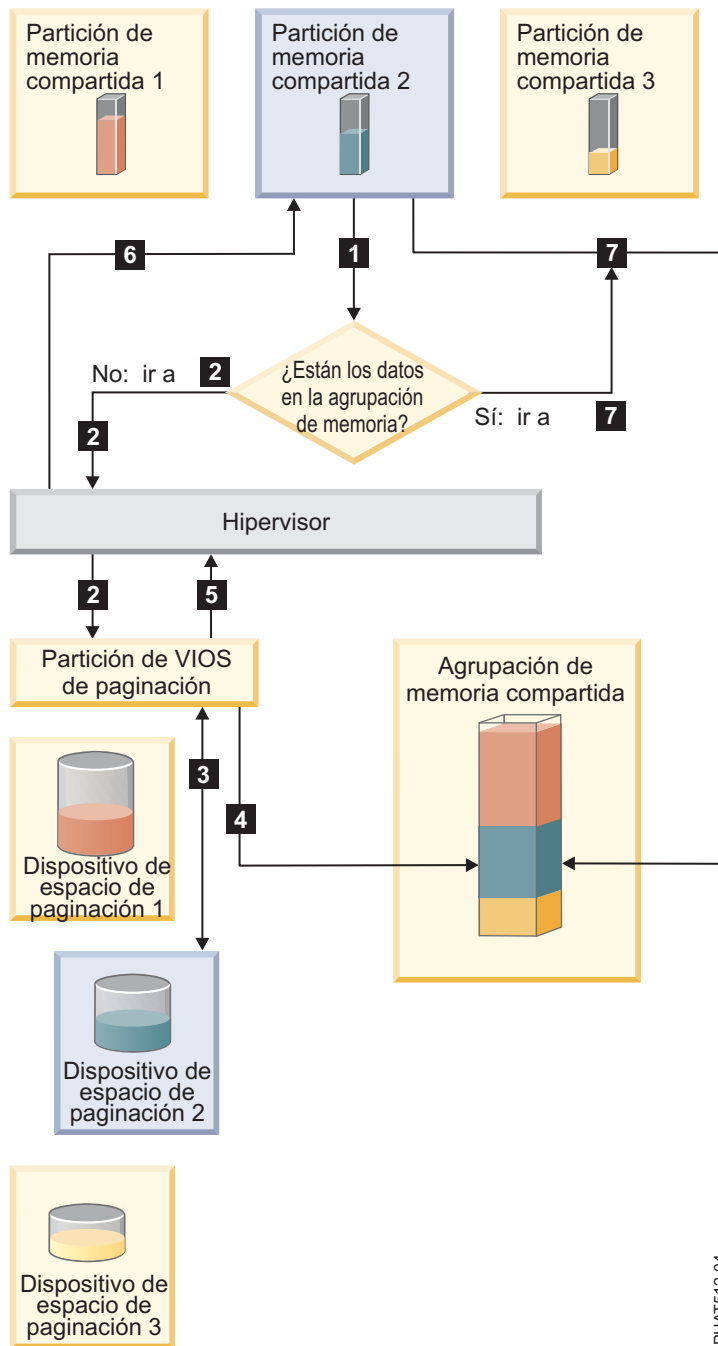 Partición de
memoria
compartida 1
Partición de
memoria
compartida 2
Partición de
memoria
compartida 3
6
1
7
No: ir a 2
¿Están los datos
en la agrupación
de memoria?
Sí: ir a 7
2
Hipervisor
2
5
Partición de VIOS
de paginación
Agrupación de
memoria compartida
3
4
Dispositivo de
espacio de
paginación 1
Dispositivo de
espacio de
paginación 2
Dispositivo de
espacio de
paginación 3